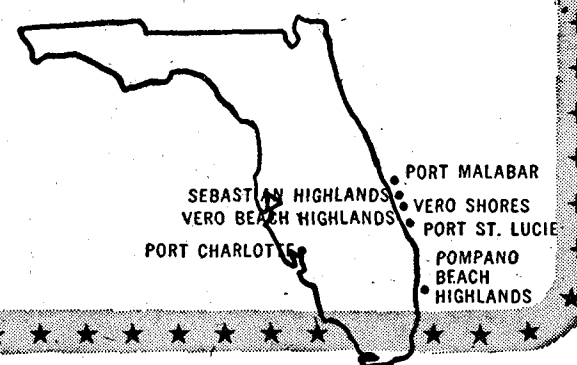 PORT MALABAR
SEBASTIAN HIGHLANDS
VERO SHORES
VERO BEACH HIGHLANDS
PORT ST. LUCIE
PORT CHARLOTTE
POMPANO
BEACH
HIGHLANDS